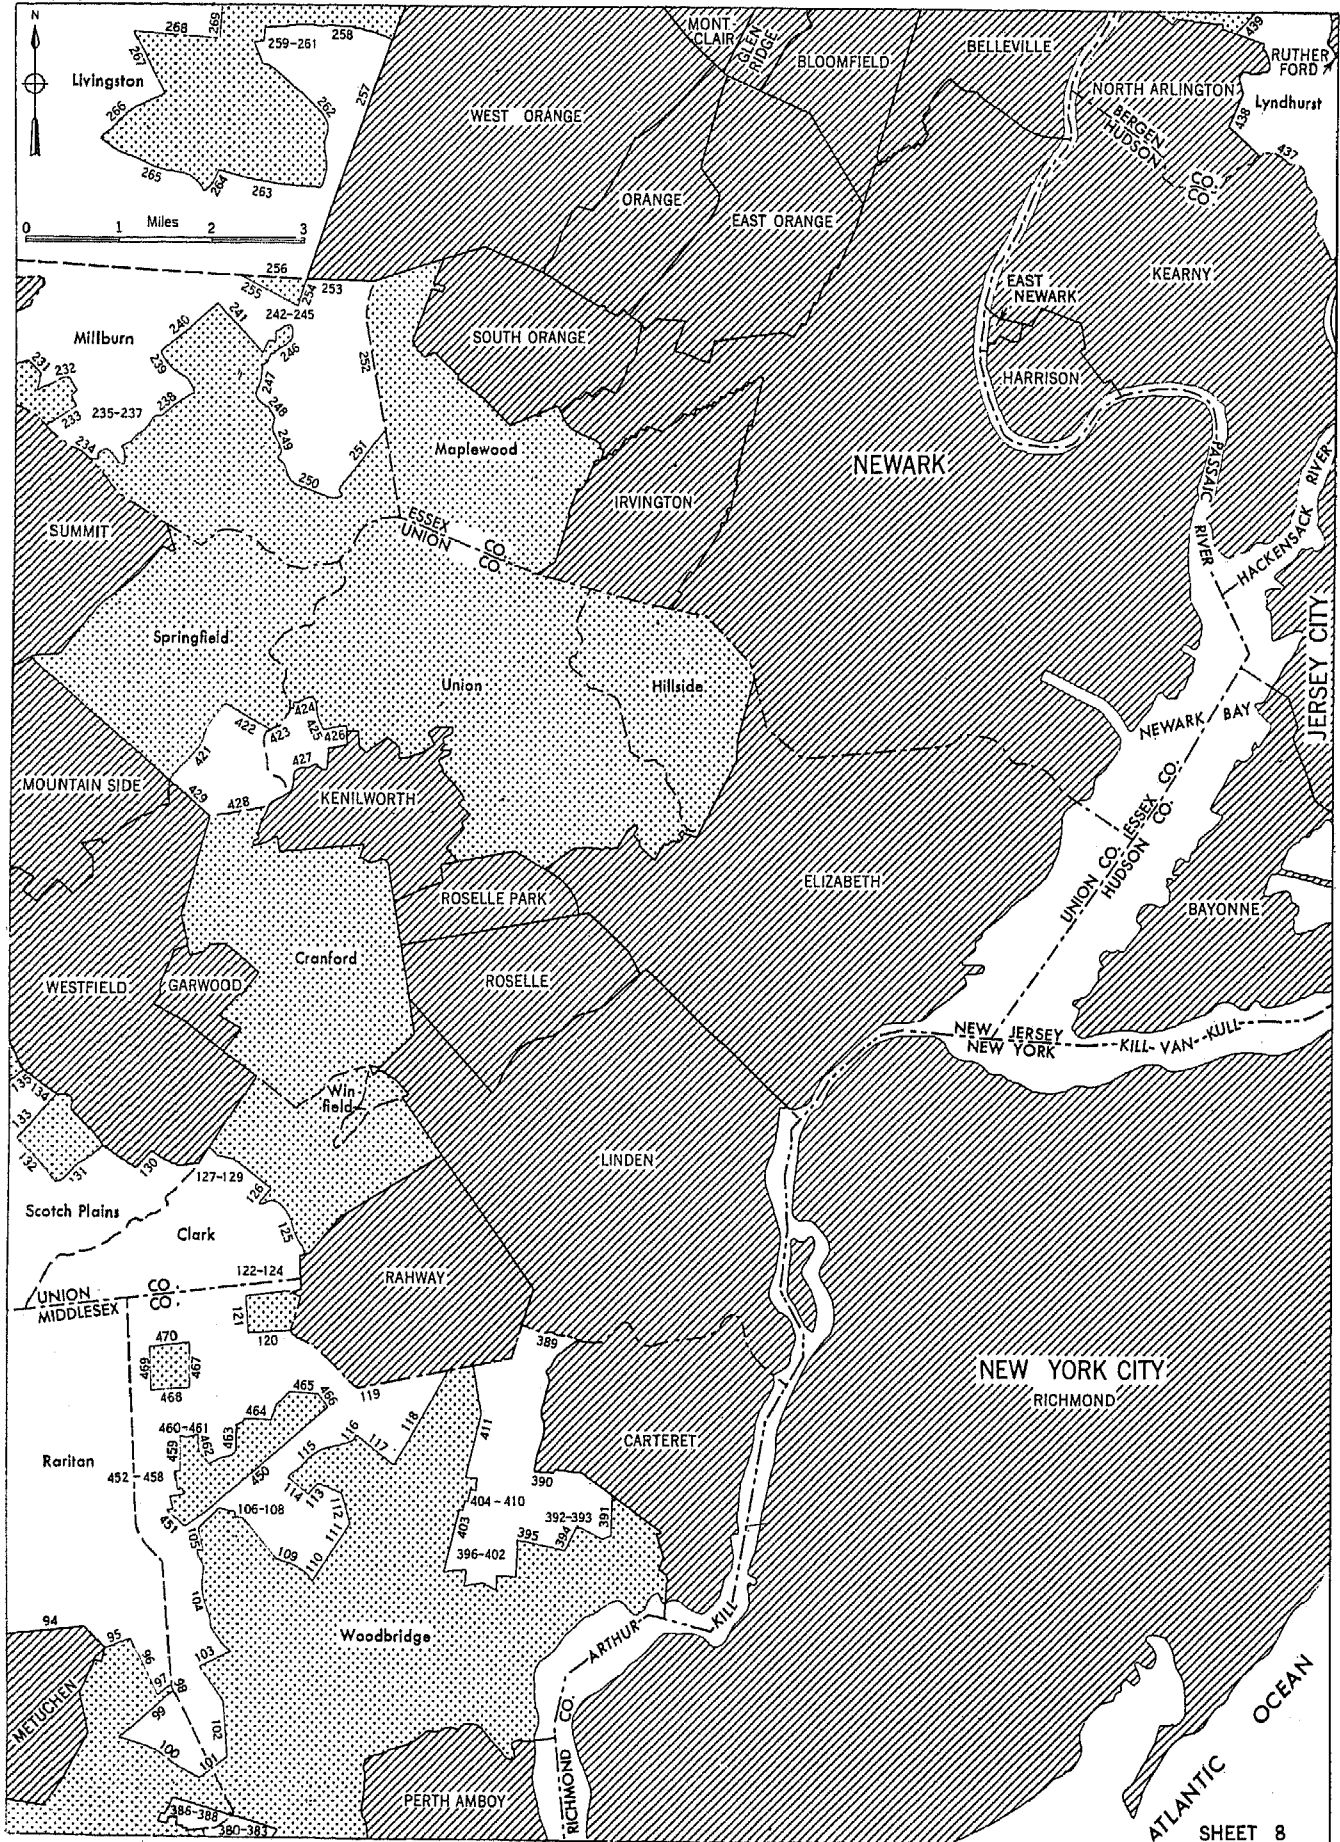 N
268
269
259-261
258
267
Livingston
262
257
266
265
264
263
0 1 Miles 2 3
MONT-
CLAIR
GLEN
RIDGE
BLOOMFIELD
BELLEVILLE
439
RUTHER
FORD
NORTH ARLINGTON
Lyndhurst
438
437
WEST ORANGE
BERGEN
HUDSON
CO.
CO.
ORANGE
EAST ORANGE
256
255
254
253
242-245
EAST
NEWARK
KEARNY
Millburn
240
241
246
SOUTH ORANGE
231
232
239
247
252
HARRISON
233
235-237
238
248
234
249
251
250
Maplewood
NEWARK
PASSAIC
RIVER
HACKENSACK RIVER
IRVINGTON
SUMMIT
ESSEX
UNION
CO.
CO.
JERSEY CITY
Springfield
Union
Hillside
424
422
423
425
426
421
427
NEWARK BAY
MOUNTAIN SIDE
429
428
KENILWORTH
UNION CO. ESSEX CO.
HUDSON CO.
ELIZABETH
ROSELLE PARK
BAYONNE
Cranford
WESTFIELD
GARWOOD
ROSELLE
NEW JERSEY
NEW YORK
KILL VAN KULL
135
134
133
132
131
130
Win-
field
127-129
126
125
LINDEN
Scotch Plains
Clark
122-124
RAHWAY
UNION
MIDDLESEX
CO.
CO.
121
120
389
470
469
467
468
119
NEW YORK CITY
RICHMOND
465
466
464
460-461
462
463
459
118
116
117
115
411
CARTERET
Raritan
452-458
450
451
114
113
112
111
106-108
390
404-410
392-393
391
105
109
110
403
395
394
396-402
104
94
95
96
103
Woodbridge
97
98
ARTHUR KILL
METUCHEN
99
100
102
101
RICHMOND CO.
386-388
380-383
PERTH AMBOY
ATLANTIC OCEAN
SHEET 8